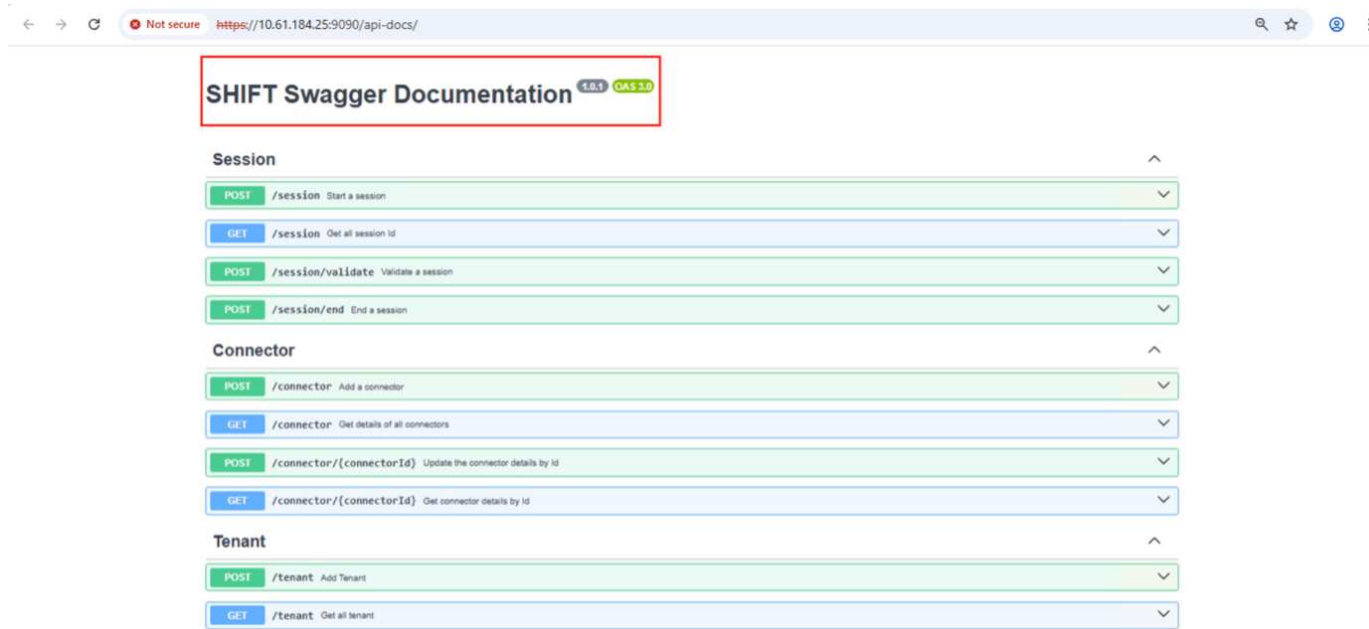 Not secure https://10.61.184.25:9090/api-docs/
SHIFT Swagger Documentation 1.0.1 OAS 3.0
Session
POST /session Start a session
GET /session Get all session Id
POST /session/validate Validate a session
POST /session/end End a session
Connector
POST /connector Add a connector
GET /connector Get details of all connectors
POST /connector/{connectorId} Update the connector details by Id
GET /connector/{connectorId} Get connector details by Id
Tenant
POST /tenant Add Tenant
GET /tenant Get all tenant